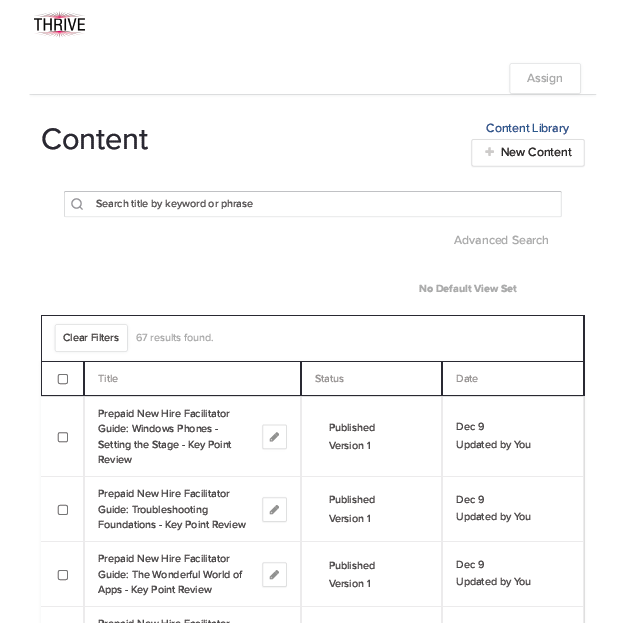 THRIVE
Assign
Content
Content Library
+ New Content
Search title by keyword or phrase
Advanced Search
No Default View Set
Clear Filters 67 results found.
Title Status Date
Prepaid New Hire Facilitator
Guide: Windows Phones -
Setting the Stage - Key Point
Review
Published
Version 1
Dec 9
Updated by You
Prepaid New Hire Facilitator
Guide: Troubleshooting
Foundations - Key Point Review
Published
Version 1
Dec 9
Updated by You
Prepaid New Hire Facilitator
Guide: The Wonderful World of
Apps - Key Point Review
Published
Version 1
Dec 9
Updated by You
Prepaid New Hire Facilitator